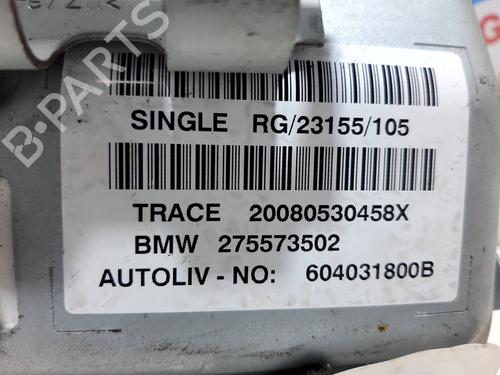 SINGLE RG/23155/105
TRACE 20080530458X
BMW 275573502
AUTOLIV - NO: 604031800B
B-PARTS